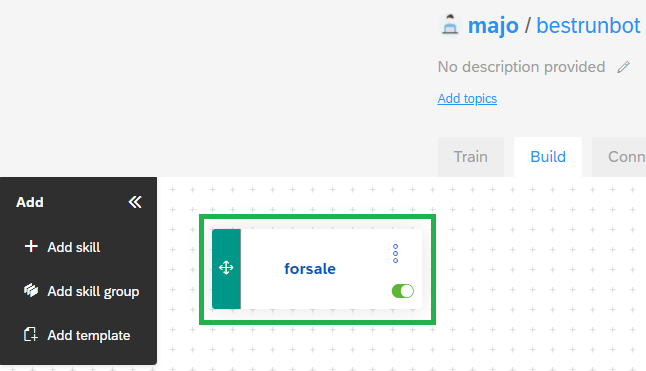 majo / bestrunbot
No description provided
Add topics
Train
Build
Conn
Add
Add skill
Add skill group
Add template
forsale